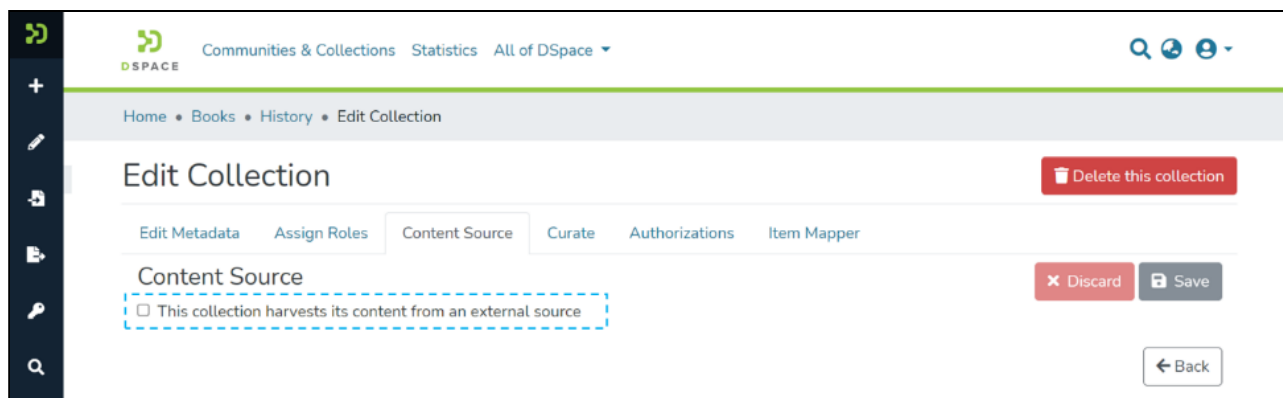 DSPACE
Communities & Collections Statistics All of DSpace
Home • Books • History • Edit Collection
Edit Collection
Delete this collection
Edit Metadata Assign Roles Content Source Curate Authorizations Item Mapper
Content Source
Discard Save
This collection harvests its content from an external source
Back